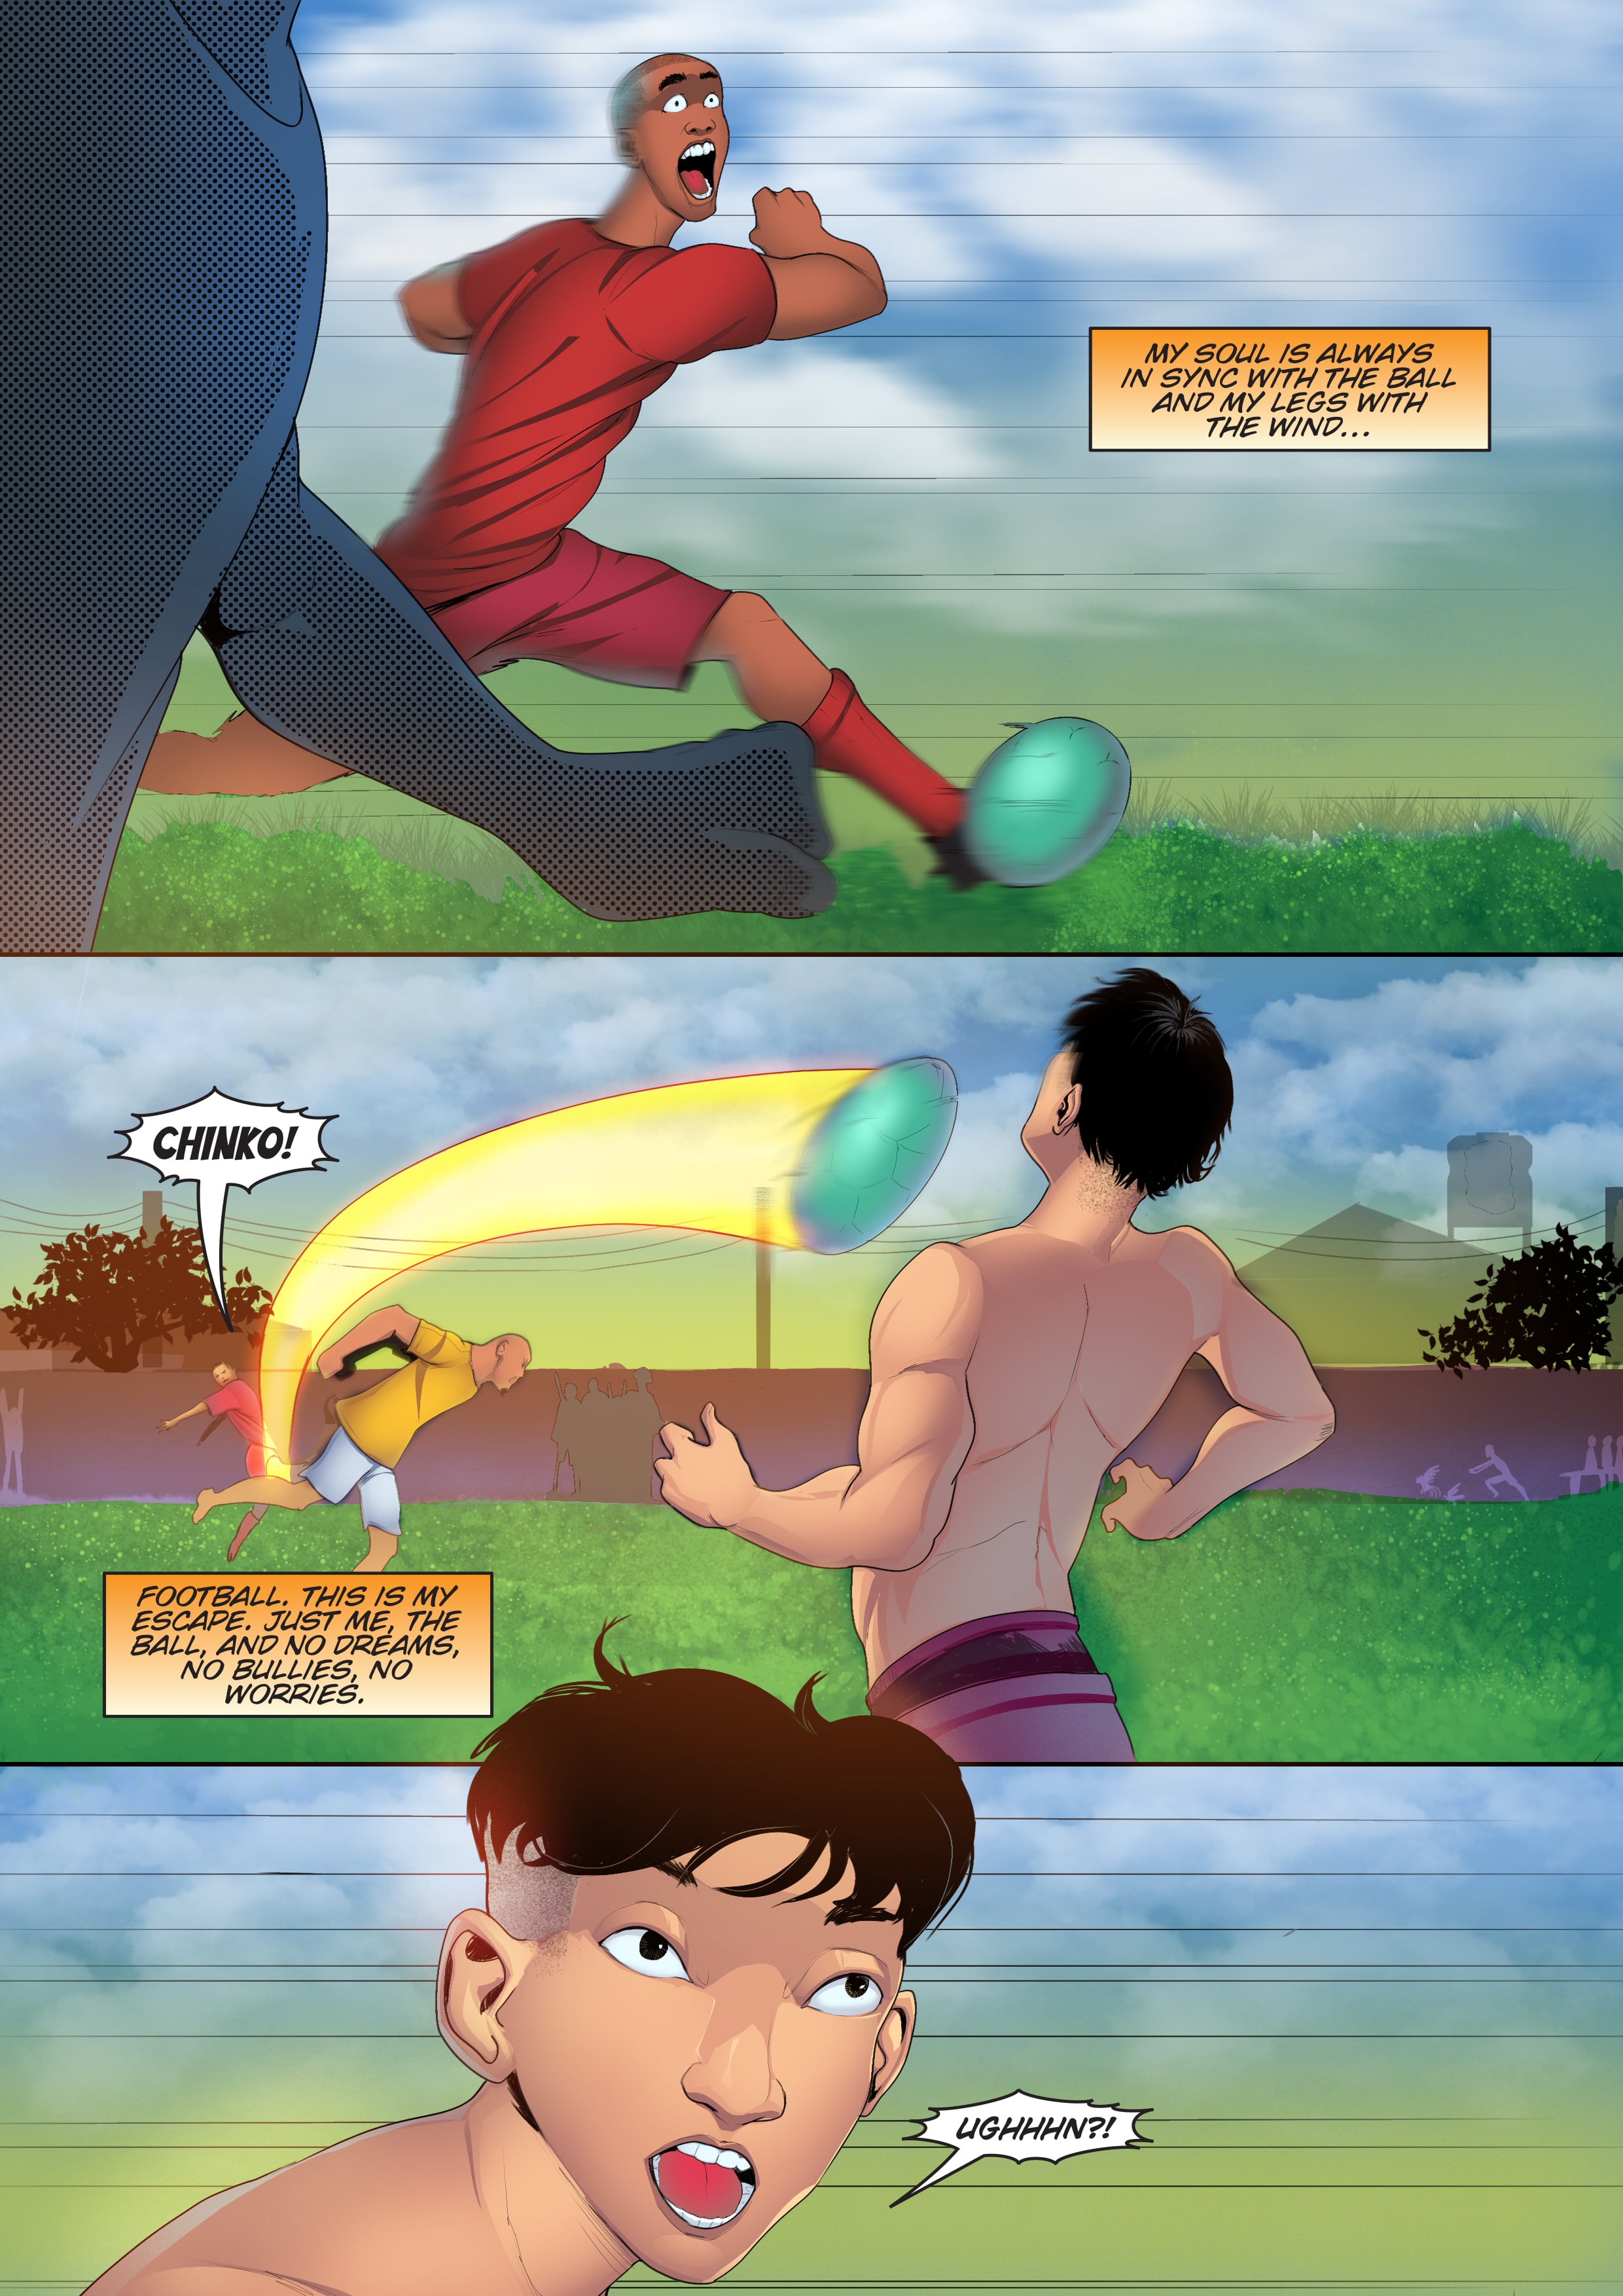 MY SOUL IS ALWAYS
IN SYNC WITH THE BALL
AND MY LEGS WITH
THE WIND...
CHINKO!
FOOTBALL. THIS IS MY
ESCAPE. JUST ME, THE
BALL, AND NO DREAMS,
NO BULLIES, NO
WORRIES.
UGHHHN?!